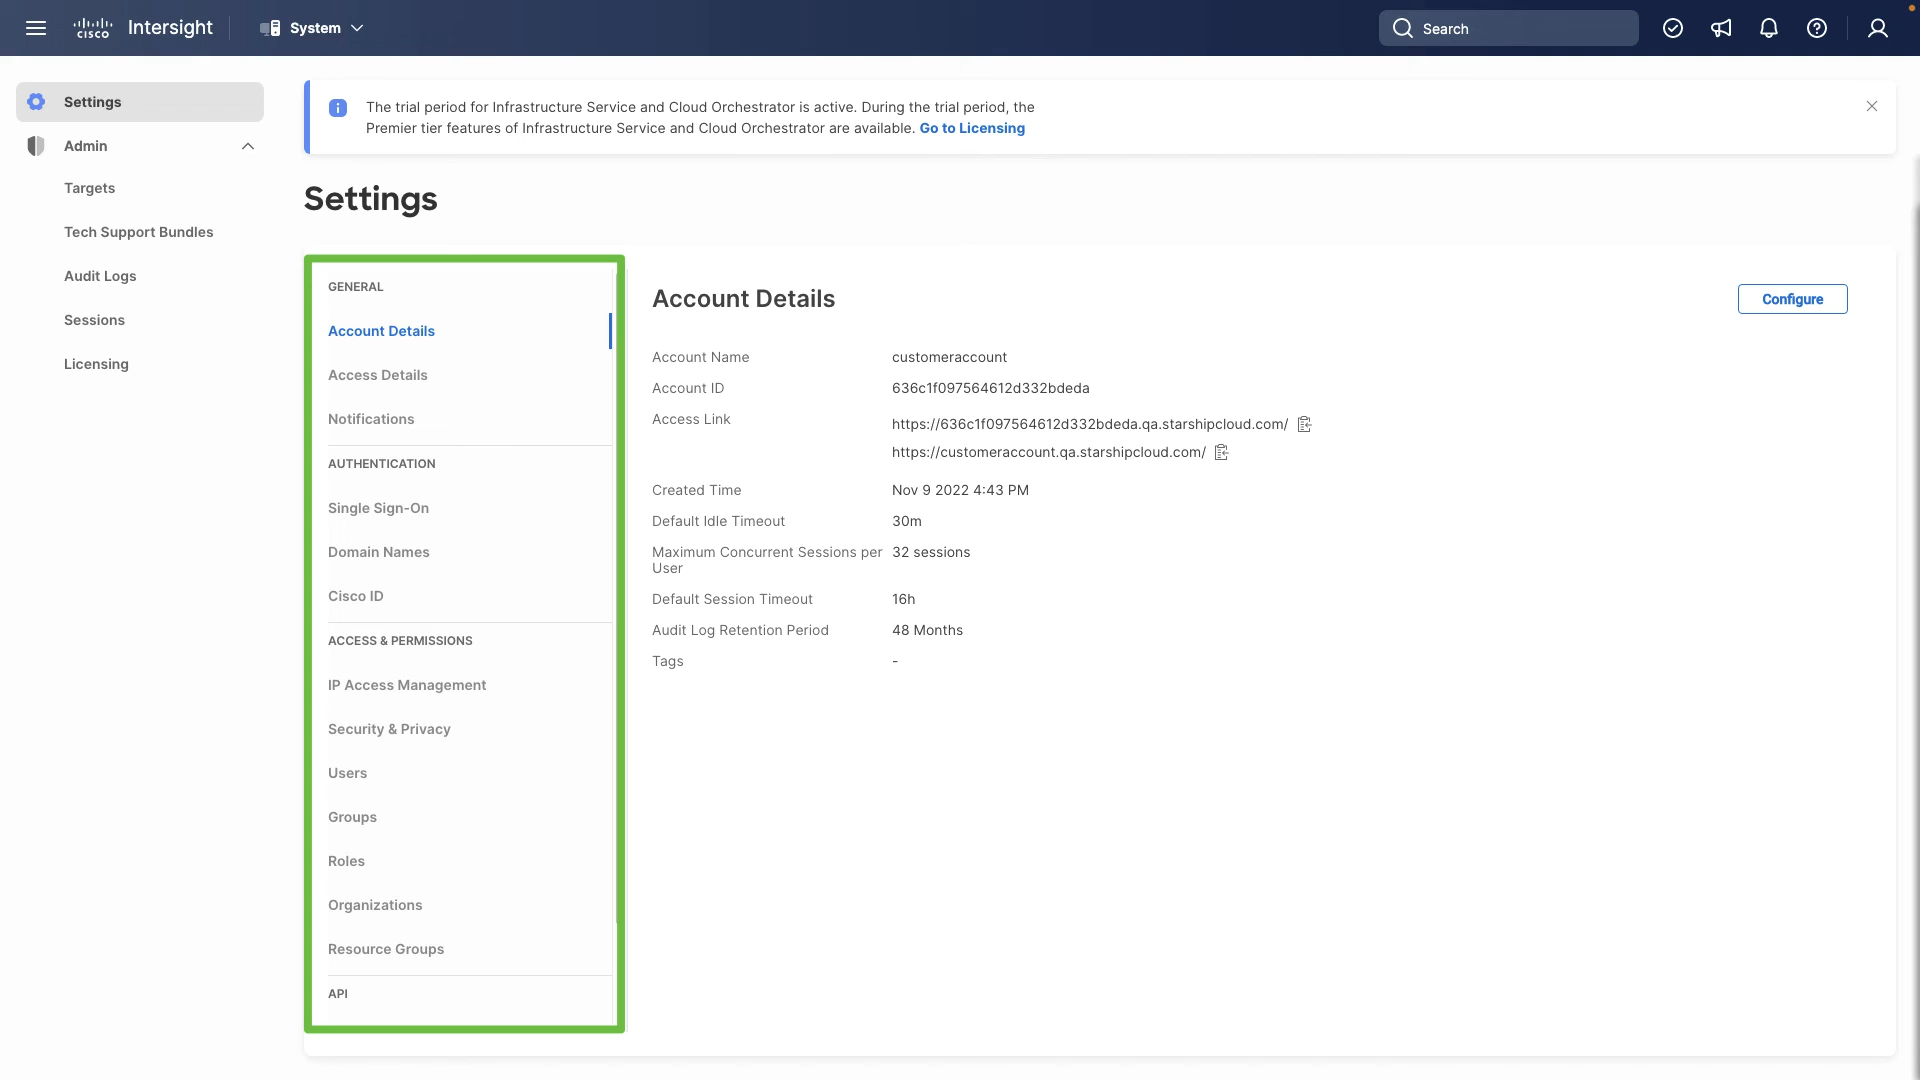 cisco Intersight System Search
Settings
Admin
Targets
Tech Support Bundles
Audit Logs
Sessions
Licensing
The trial period for Infrastructure Service and Cloud Orchestrator is active. During the trial period, the
Premier tier features of Infrastructure Service and Cloud Orchestrator are available. Go to Licensing
Settings
GENERAL
Account Details
Access Details
Notifications
AUTHENTICATION
Single Sign-On
Domain Names
Cisco ID
ACCESS & PERMISSIONS
IP Access Management
Security & Privacy
Users
Groups
Roles
Organizations
Resource Groups
API
Account Details Configure
Account Name customeraccount
Account ID 636c1f097564612d332bdeda
Access Link https://636c1f097564612d332bdeda.qa.starshipcloud.com/
https://customeraccount.qa.starshipcloud.com/
Created Time Nov 9 2022 4:43 PM
Default Idle Timeout 30m
Maximum Concurrent Sessions per 32 sessions
User
Default Session Timeout 16h
Audit Log Retention Period 48 Months
Tags -